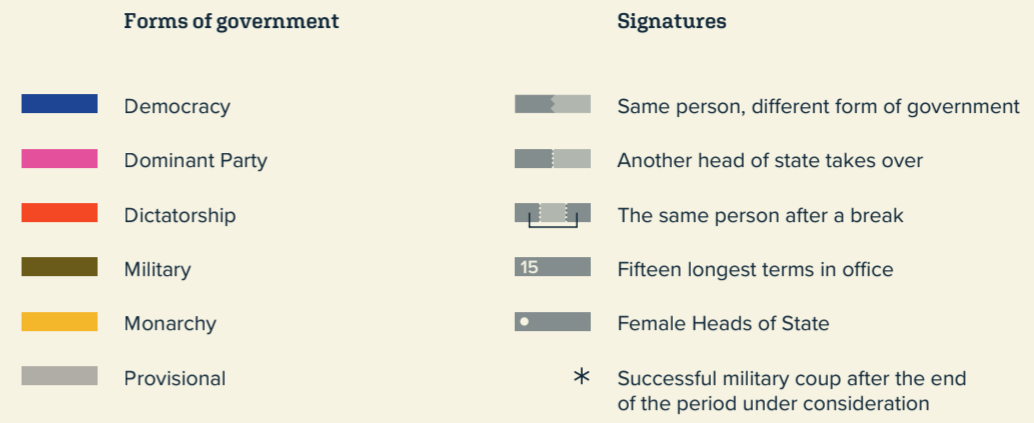 Forms of government
Democracy
Dominant Party
Dictatorship
Military
Monarchy
Provisional
Signatures
Same person, different form of government
Another head of state takes over
The same person after a break
15
Fifteen longest terms in office
Female Heads of State
*
Successful military coup after the end
of the period under consideration